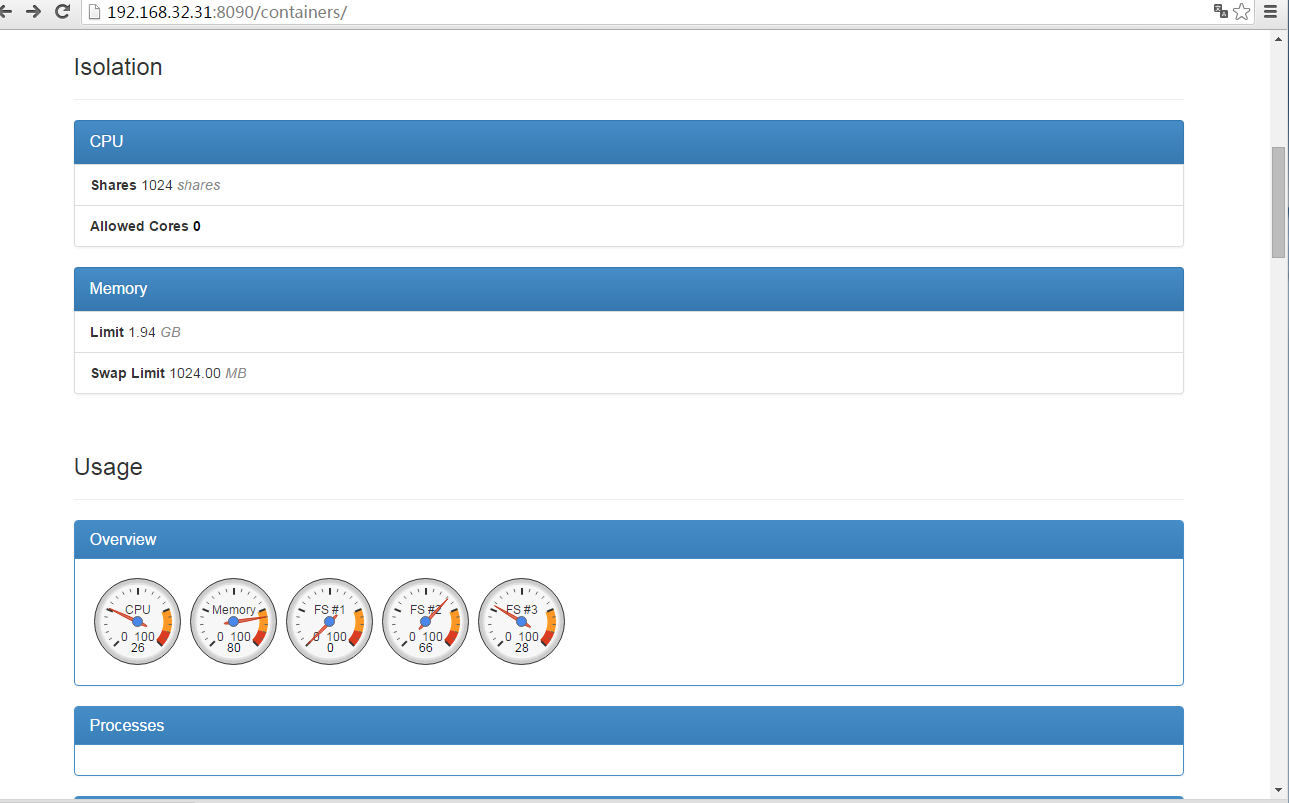 192.168.32.31:8090/containers/
Isolation
CPU
Shares 1024 shares
Allowed Cores 0
Memory
Limit 1.94 GB
Swap Limit 1024.00 MB
Usage
Overview
CPU Memory FS #1 FS #2 FS #3
0 100 0 100 0 100 0 100 0 100
26 80 0 66 28
Processes